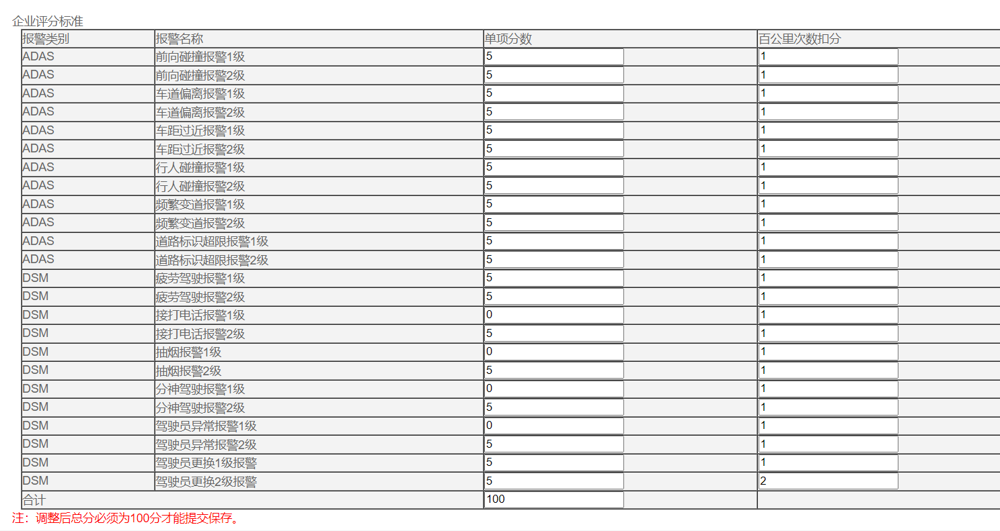 企业评分标准
报警类别 报警名称 单项分数 百公里次数扣分
ADAS 前向碰撞报警1级 5 1
ADAS 前向碰撞报警2级 5 1
ADAS 车道偏离报警1级 5 1
ADAS 车道偏离报警2级 5 1
ADAS 车距过近报警1级 5 1
ADAS 车距过近报警2级 5 1
ADAS 行人碰撞报警1级 5 1
ADAS 行人碰撞报警2级 5 1
ADAS 频繁变道报警1级 5 1
ADAS 频繁变道报警2级 5 1
ADAS 道路标识超限报警1级 5 1
ADAS 道路标识超限报警2级 5 1
DSM 疲劳驾驶报警1级 5 1
DSM 疲劳驾驶报警2级 5 1
DSM 接打电话报警1级 0 1
DSM 接打电话报警2级 5 1
DSM 抽烟报警1级 0 1
DSM 抽烟报警2级 5 1
DSM 分神驾驶报警1级 0 1
DSM 分神驾驶报警2级 5 1
DSM 驾驶员异常报警1级 0 1
DSM 驾驶员异常报警2级 5 1
DSM 驾驶员更换1级报警 5 1
DSM 驾驶员更换2级报警 5 2
合计 100
注：调整后总分必须为100分才能提交保存。